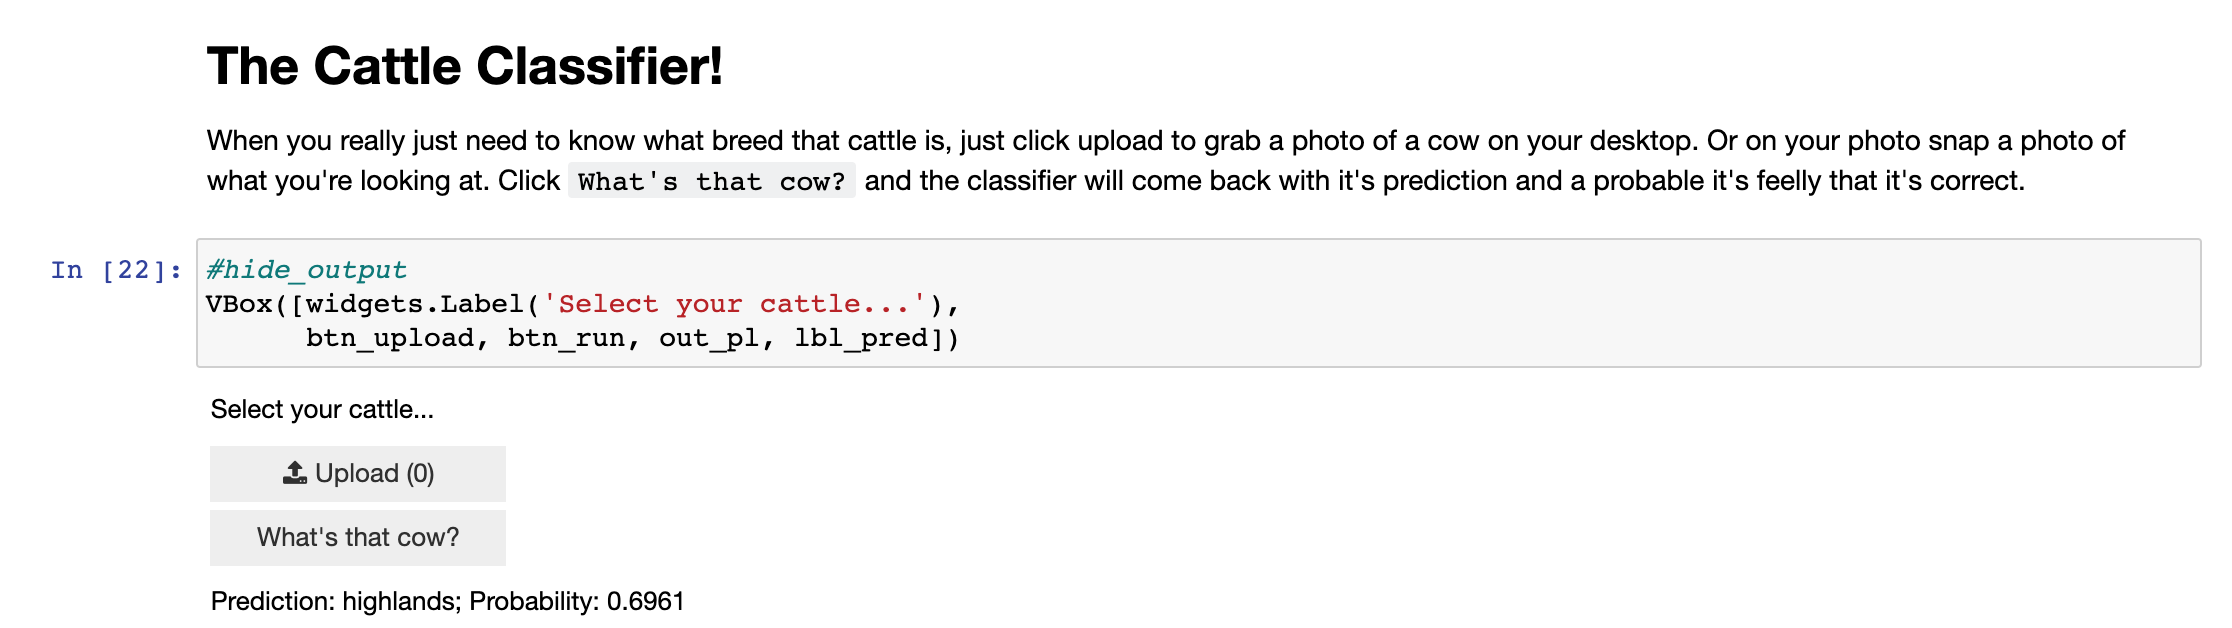 The Cattle Classifier!
When you really just need to know what breed that cattle is, just click upload to grab a photo of a cow on your desktop. Or on your photo snap a photo of
what you're looking at. Click What's that cow? and the classifier will come back with it's prediction and a probable it's feelly that it's correct.
In [22]: #hide_output
VBox([widgets.Label('Select your cattle...'),
btn_upload, btn_run, out_pl, lbl_pred])
Select your cattle...
Upload (0)
What's that cow?
Prediction: highlands; Probability: 0.6961